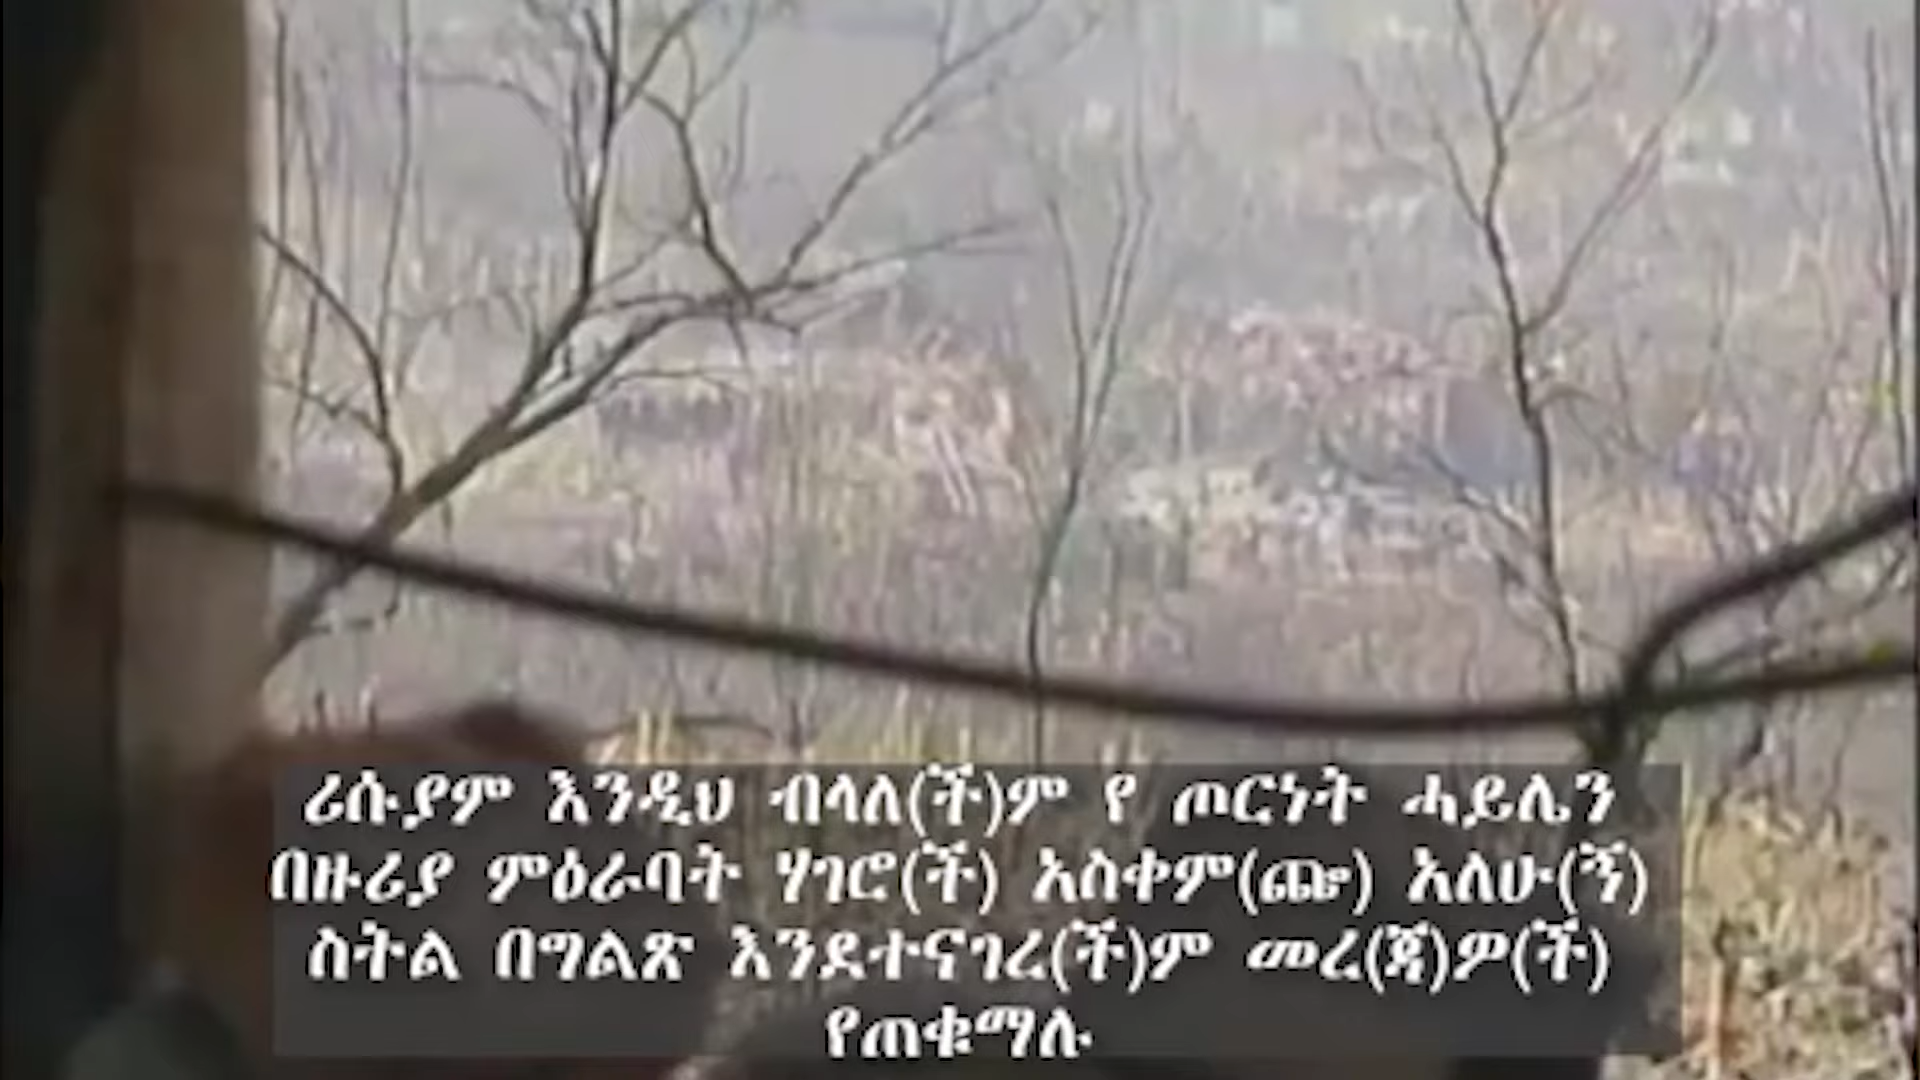 ሪሱያም እንዲህ ብላለ(ች)ም የ ጦርነት ሓይሌን
በዙሪያ ምዕራባት ሃገሮ(ች) አስቀም(ጬ) አለሁ(ኝ)
ስትል በግልጽ እንደተናገረ(ች)ም መረ(ጃ)ዎ(ች)
የጠቁማሉ